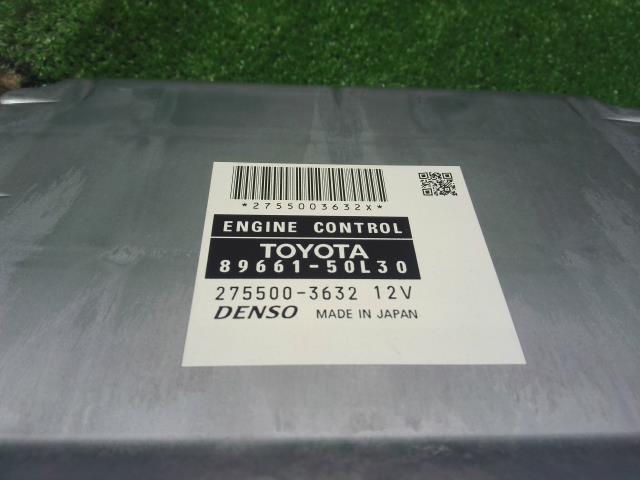 *2755003632X*
ENGINE CONTROL
TOYOTA
89661-50L30
275500-3632 12V
DENSO MADE IN JAPAN